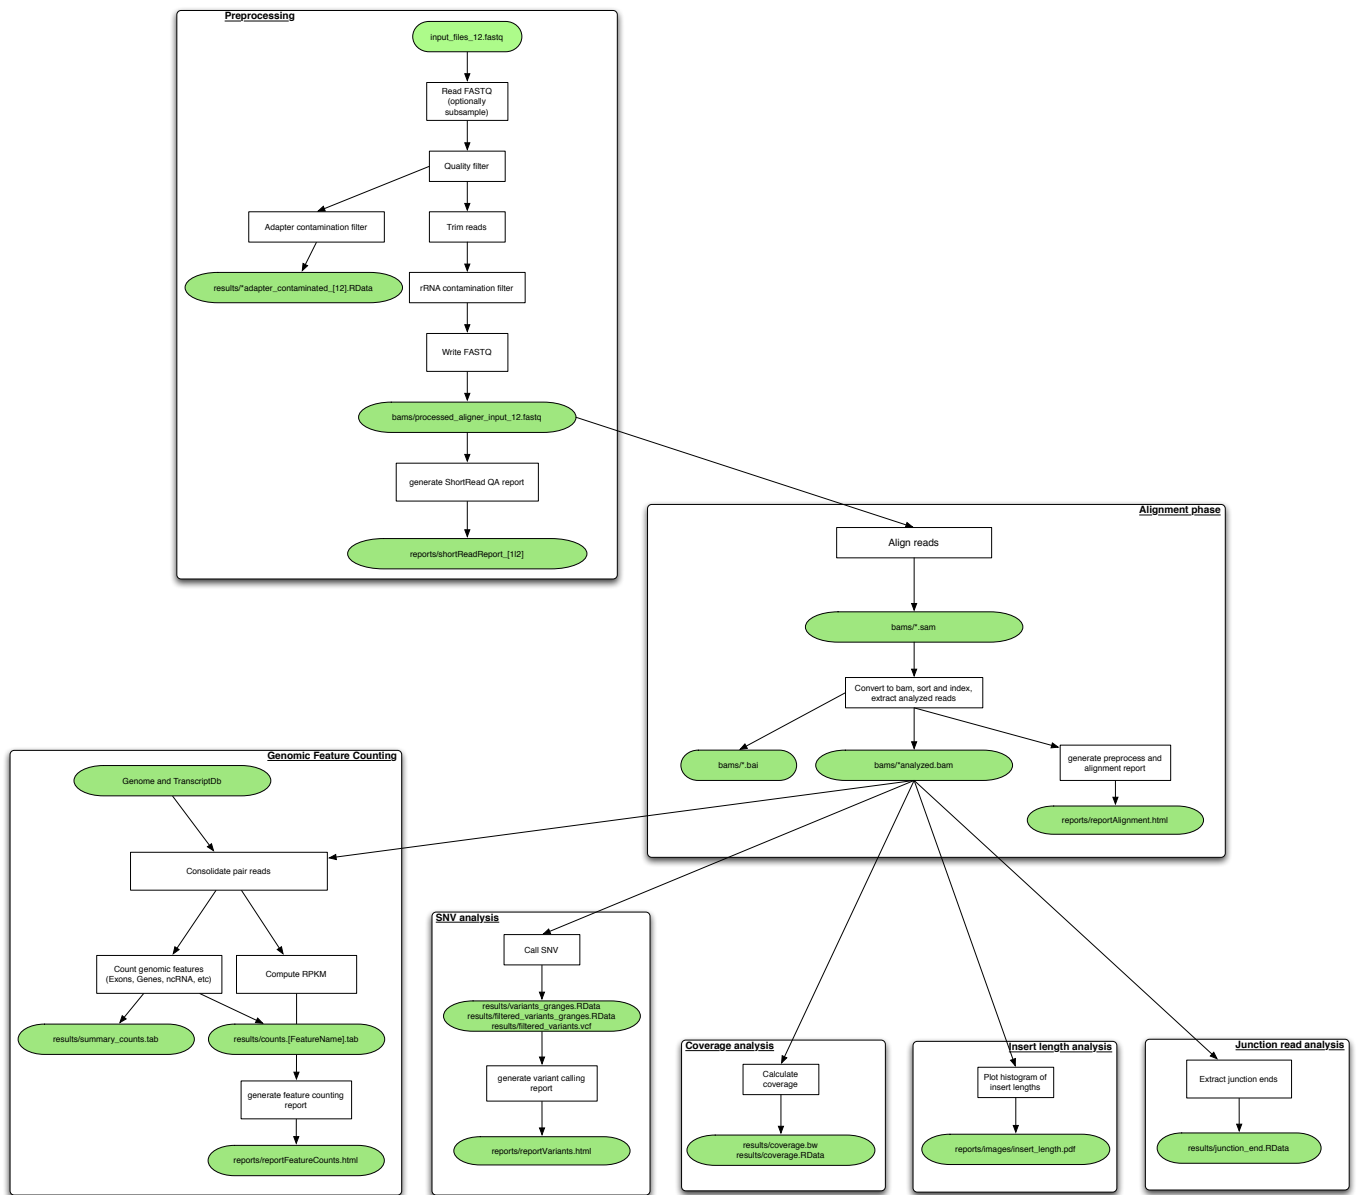 Preprocessing
input_files_12.fastq
Read FASTQ
(optionally
subsample)
Quality filter
Adapter contamination filter
Trim reads
results/*adapter_contaminated_[12].RData
rRNA contamination filter
Write FASTQ
bams/processed_aligner_input_12.fastq
generate ShortRead QA report
reports/shortReadReport_[1|2]
Alignment phase
Align reads
bams/*.sam
Convert to bam, sort and index,
extract analyzed reads
bams/*.bai
bams/*analyzed.bam
generate preprocess and
alignment report
reports/reportAlignment.html
Genomic Feature Counting
Genome and TranscriptDb
Consolidate pair reads
Count genomic features
(Exons, Genes, ncRNA, etc)
Compute RPKM
results/summary_counts.tab
results/counts.[FeatureName].tab
generate feature counting
report
reports/reportFeatureCounts.html
SNV analysis
Call SNV
results/variants_granges.RData
results/filtered_variants_granges.RData
results/filtered_variants.vcf
generate variant calling
report
reports/reportVariants.html
Coverage analysis
Calculate
coverage
results/coverage.bw
results/coverage.RData
Insert length analysis
Plot histogram of
insert lengths
reports/images/insert_length.pdf
Junction read analysis
Extract junction ends
results/junction_end.RData